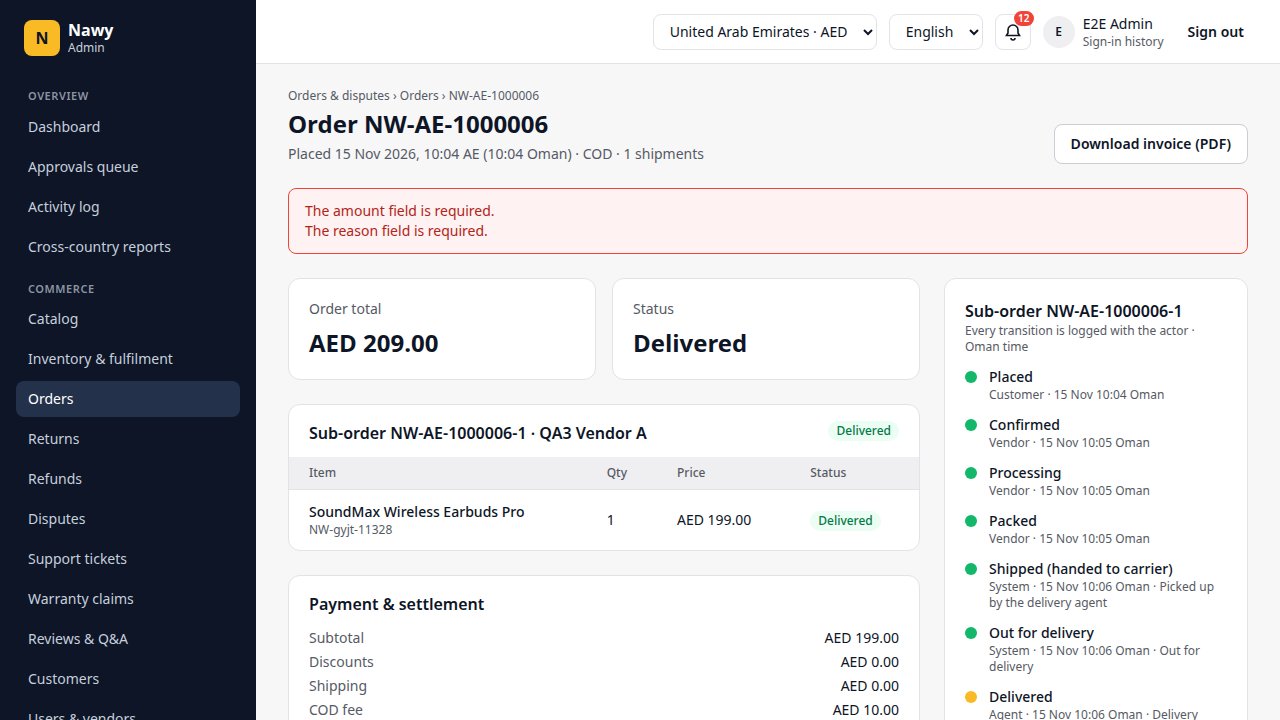 N
Nawy
Admin
OVERVIEW
Dashboard
Approvals queue
Activity log
Cross-country reports
COMMERCE
Catalog
Inventory & fulfilment
Orders
Returns
Refunds
Disputes
Support tickets
Warranty claims
Reviews & Q&A
Customers
Users & vendors
United Arab Emirates · AED
English
12
E
E2E Admin
Sign-in history
Sign out
Orders & disputes › Orders › NW-AE-1000006
Order NW-AE-1000006
Placed 15 Nov 2026, 10:04 AE (10:04 Oman) · COD · 1 shipments
Download invoice (PDF)
The amount field is required.
The reason field is required.
Order total
AED 209.00
Status
Delivered
Sub-order NW-AE-1000006-1 · QA3 Vendor A
Delivered
Item Qty Price Status
SoundMax Wireless Earbuds Pro
NW-gyjt-11328
1 AED 199.00 Delivered
Payment & settlement
Subtotal AED 199.00
Discounts AED 0.00
Shipping AED 0.00
COD fee AED 10.00
Sub-order NW-AE-1000006-1
Every transition is logged with the actor ·
Oman time
Placed
Customer · 15 Nov 10:04 Oman
Confirmed
Vendor · 15 Nov 10:05 Oman
Processing
Vendor · 15 Nov 10:05 Oman
Packed
Vendor · 15 Nov 10:05 Oman
Shipped (handed to carrier)
System · 15 Nov 10:06 Oman · Picked up
by the delivery agent
Out for delivery
System · 15 Nov 10:06 Oman · Out for
delivery
Delivered
Agent · 15 Nov 10:06 Oman · Delivery